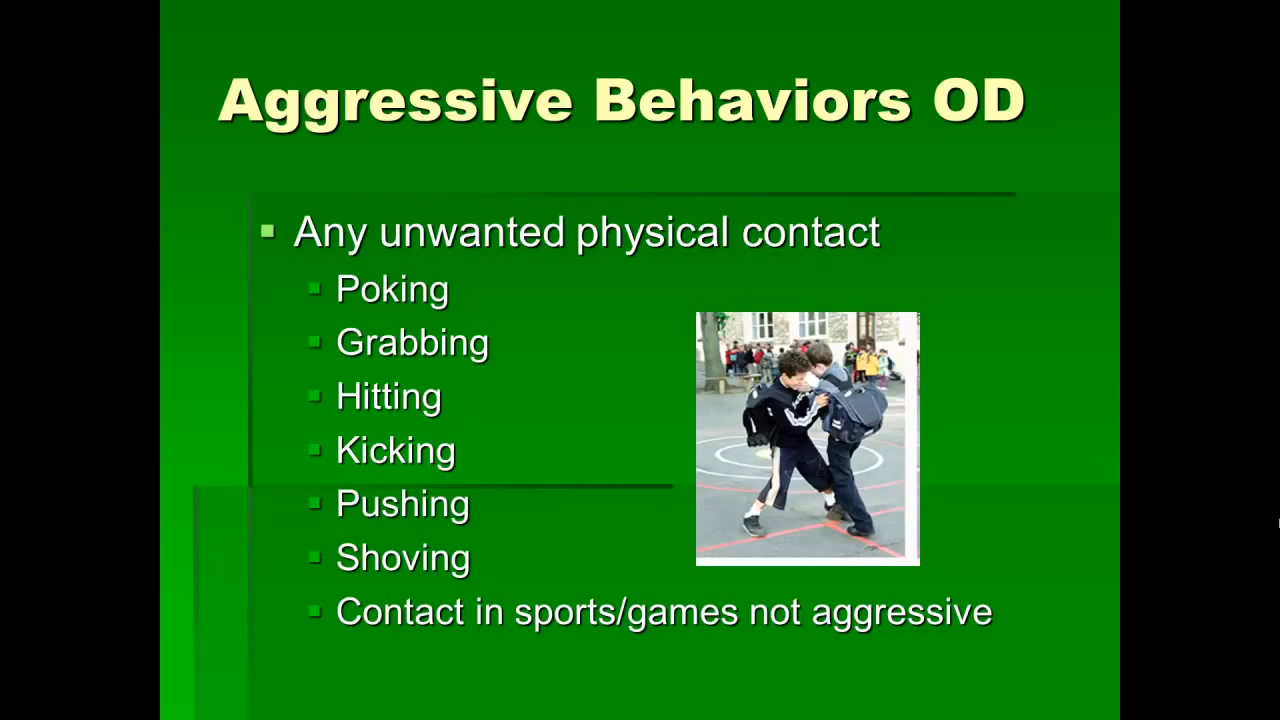 Aggressive Behaviors OD
Any unwanted physical contact
Poking
Grabbing
Hitting
Kicking
Pushing
Shoving
Contact in sports/games not aggressive